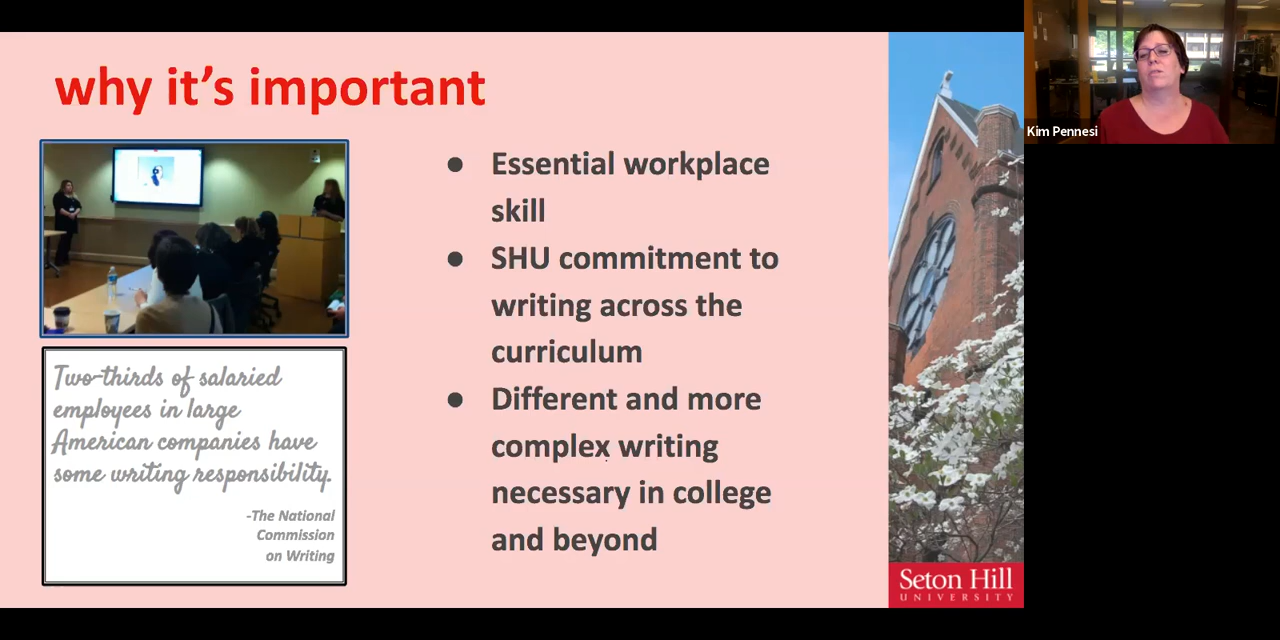 why it's important
Two-thirds of salaried
employees in large
American companies have
some writing responsibility.
-The National
Commission
on Writing
● Essential workplace
skill
● SHU commitment to
writing across the
curriculum
● Different and more
complex writing
necessary in college
and beyond
Seton Hill
UNIVERSITY
Kim Pennesi